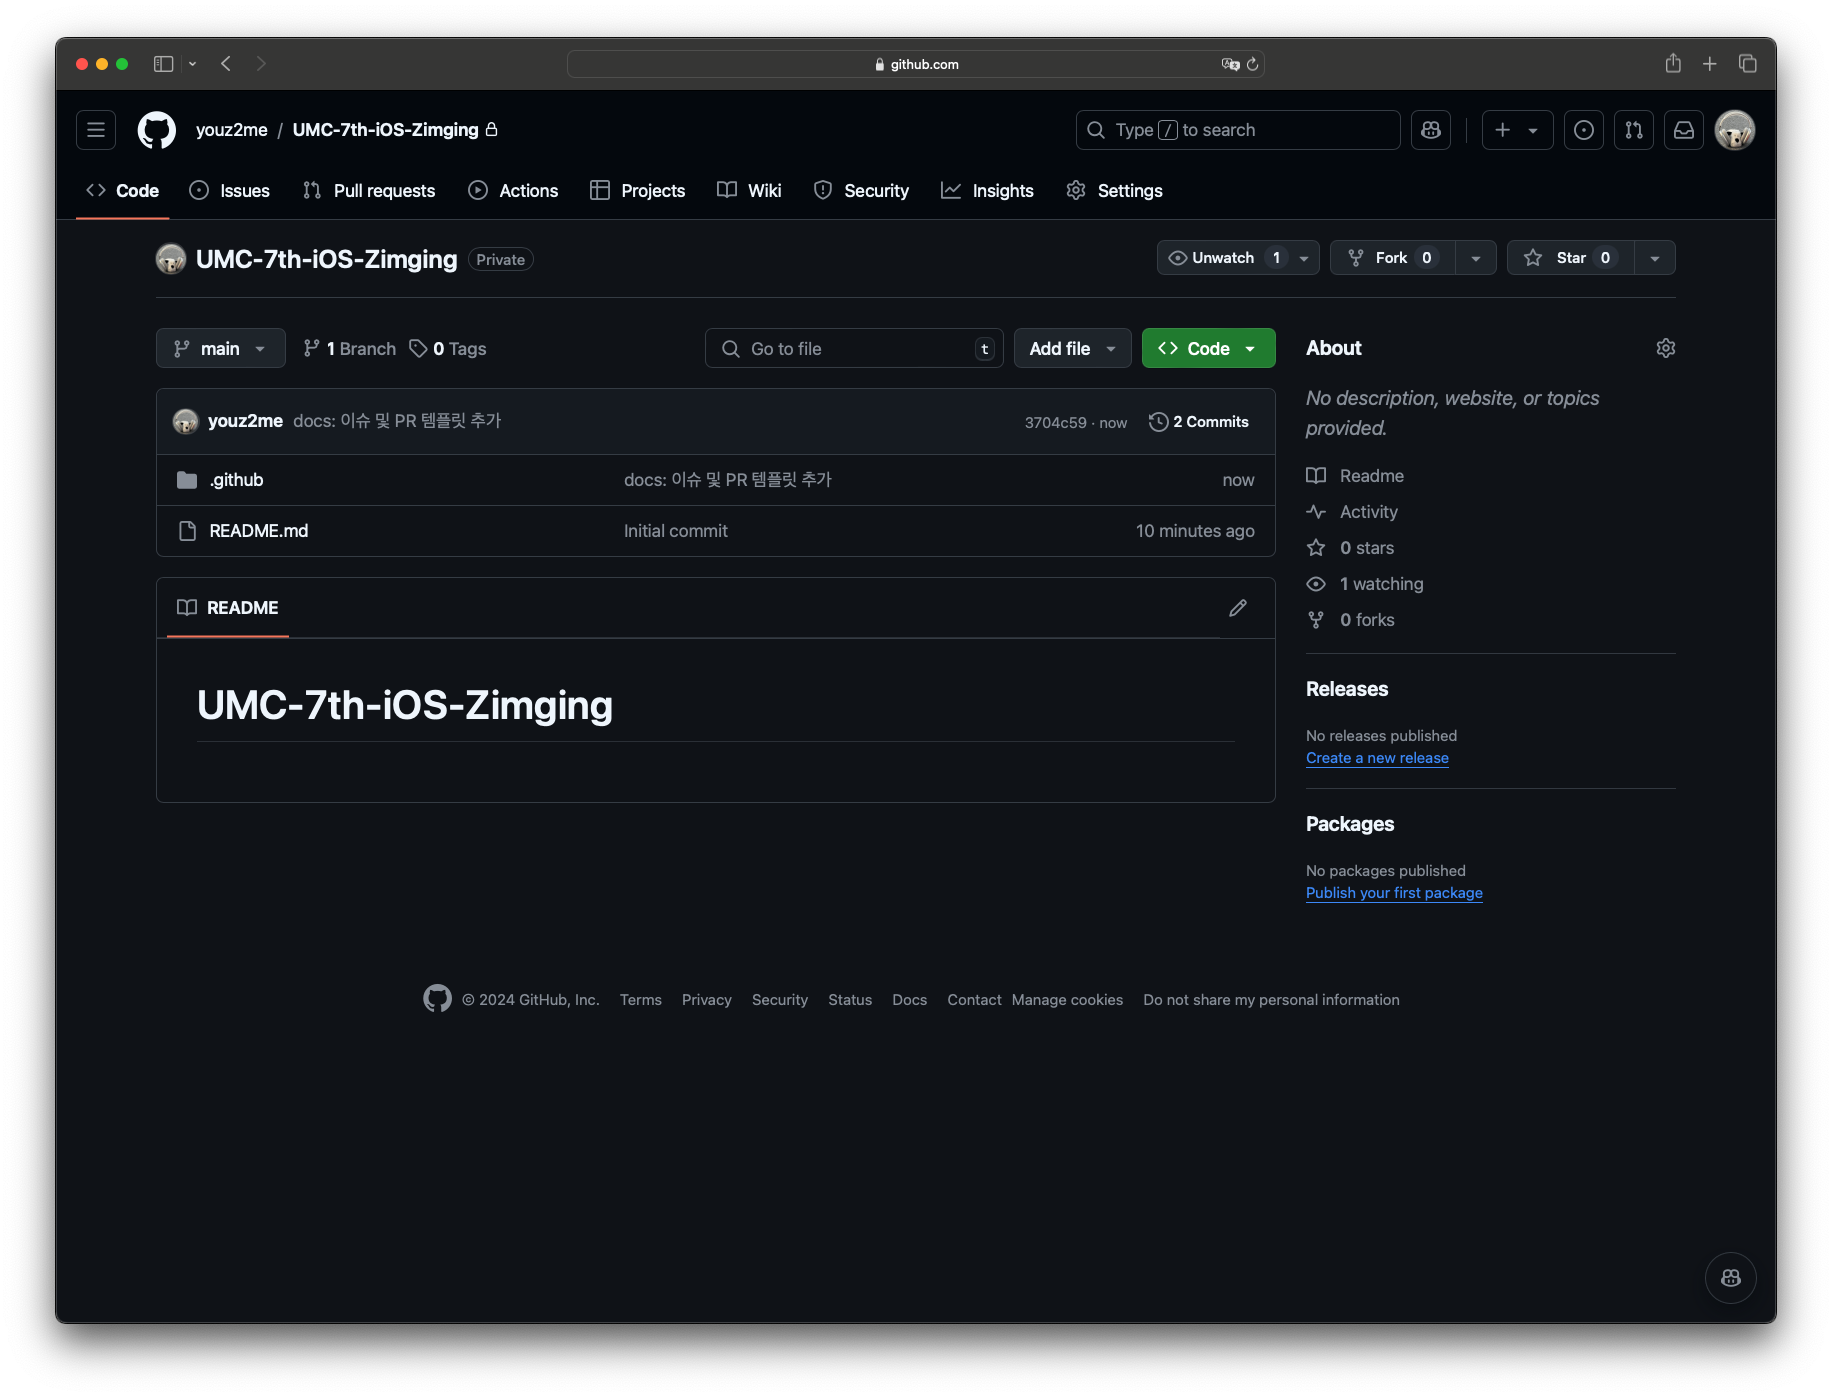 github.com
youz2me / UMC-7th-iOS-Zimging
Type / to search
Code Issues Pull requests Actions Projects Wiki Security Insights Settings
UMC-7th-iOS-Zimging Private
Unwatch 1 Fork 0 Star 0
main 1 Branch 0 Tags Go to file t Add file Code
youz2me docs: 이슈 및 PR 템플릿 추가 3704c59 · now 2 Commits
.github docs: 이슈 및 PR 템플릿 추가 now
README.md Initial commit 10 minutes ago
README
UMC-7th-iOS-Zimging
About
No description, website, or topics
provided.
Readme
Activity
0 stars
1 watching
0 forks
Releases
No releases published
Create a new release
Packages
No packages published
Publish your first package
© 2024 GitHub, Inc. Terms Privacy Security Status Docs Contact Manage cookies Do not share my personal information